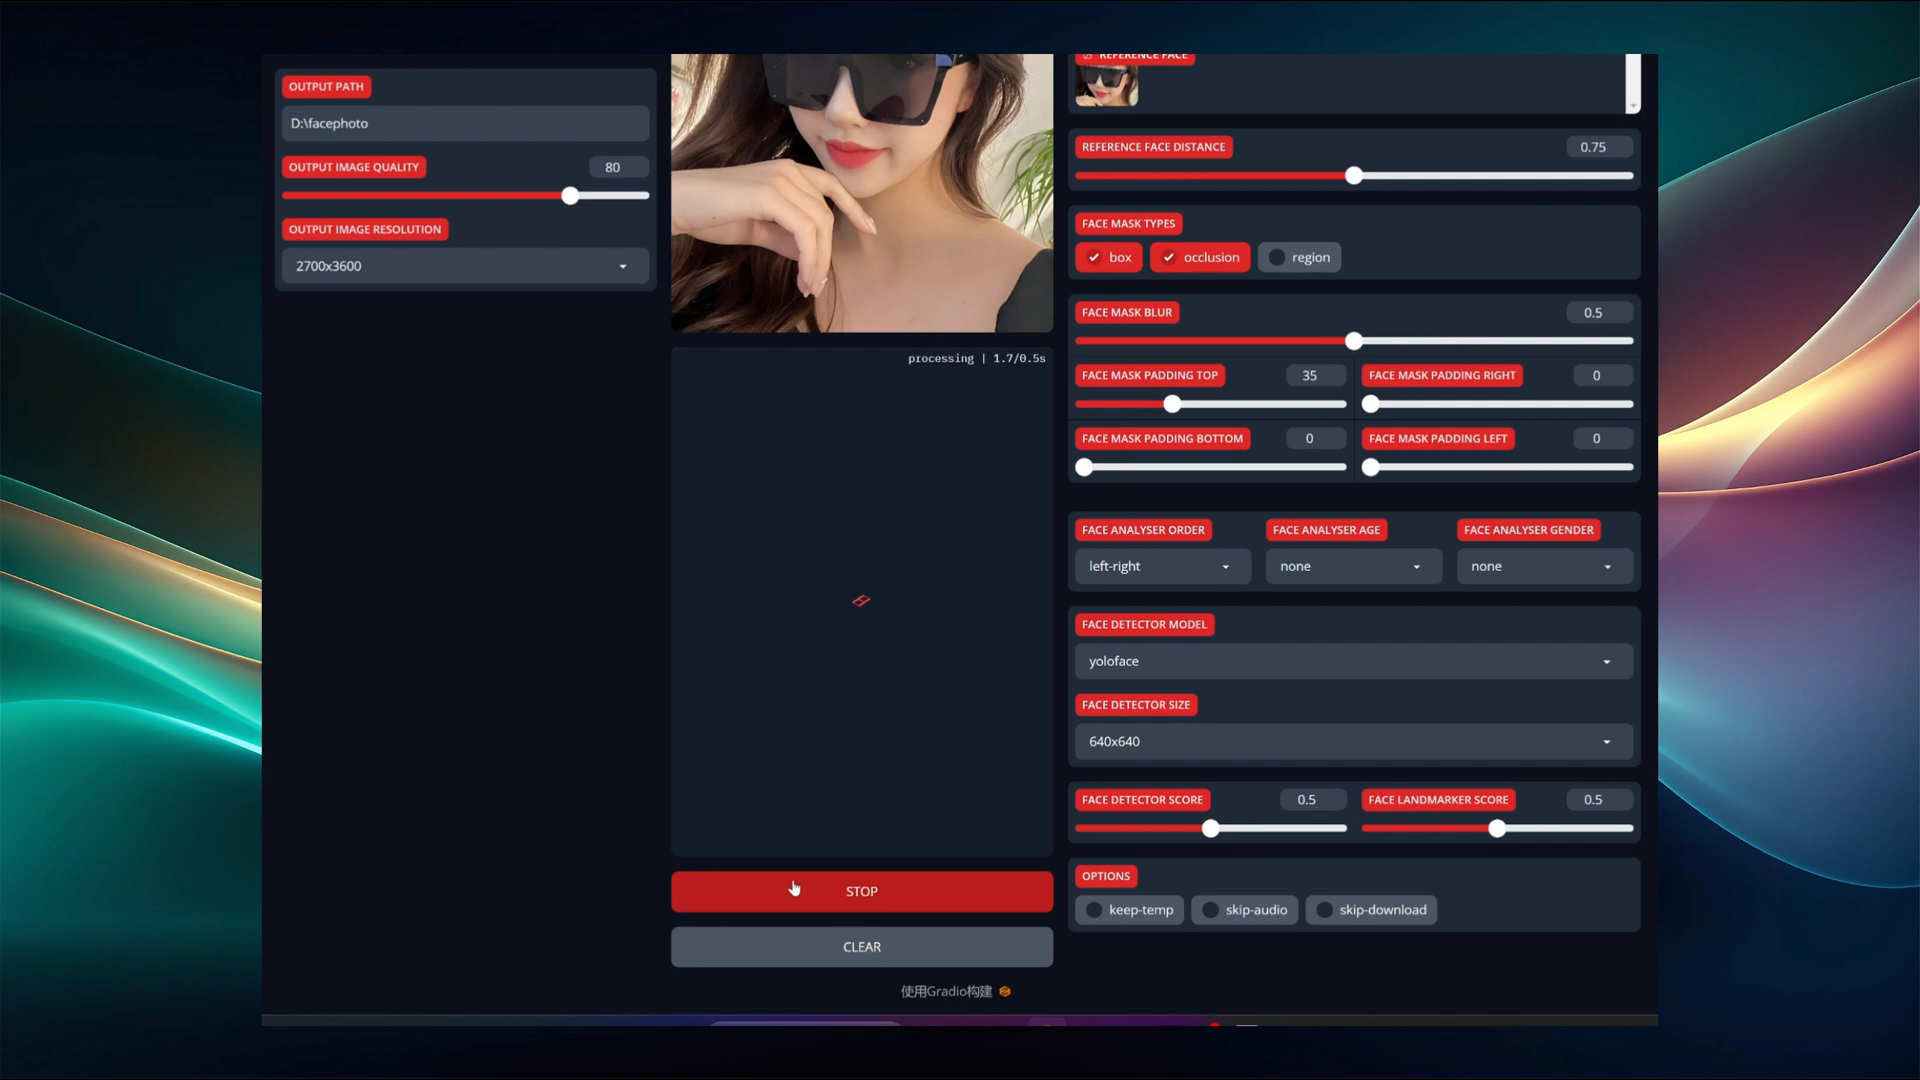 OUTPUT PATH
D:\facephoto
OUTPUT IMAGE QUALITY
80
OUTPUT IMAGE RESOLUTION
2700x3600
processing | 1.7/0.5s
STOP
CLEAR
使用Gradio构建
REFERENCE FACE
REFERENCE FACE DISTANCE
0.75
FACE MASK TYPES
box occlusion region
FACE MASK BLUR
0.5
FACE MASK PADDING TOP
35
FACE MASK PADDING RIGHT
0
FACE MASK PADDING BOTTOM
0
FACE MASK PADDING LEFT
0
FACE ANALYSER ORDER
left-right
FACE ANALYSER AGE
none
FACE ANALYSER GENDER
none
FACE DETECTOR MODEL
yoloface
FACE DETECTOR SIZE
640x640
FACE DETECTOR SCORE
0.5
FACE LANDMARKER SCORE
0.5
OPTIONS
keep-temp skip-audio skip-download